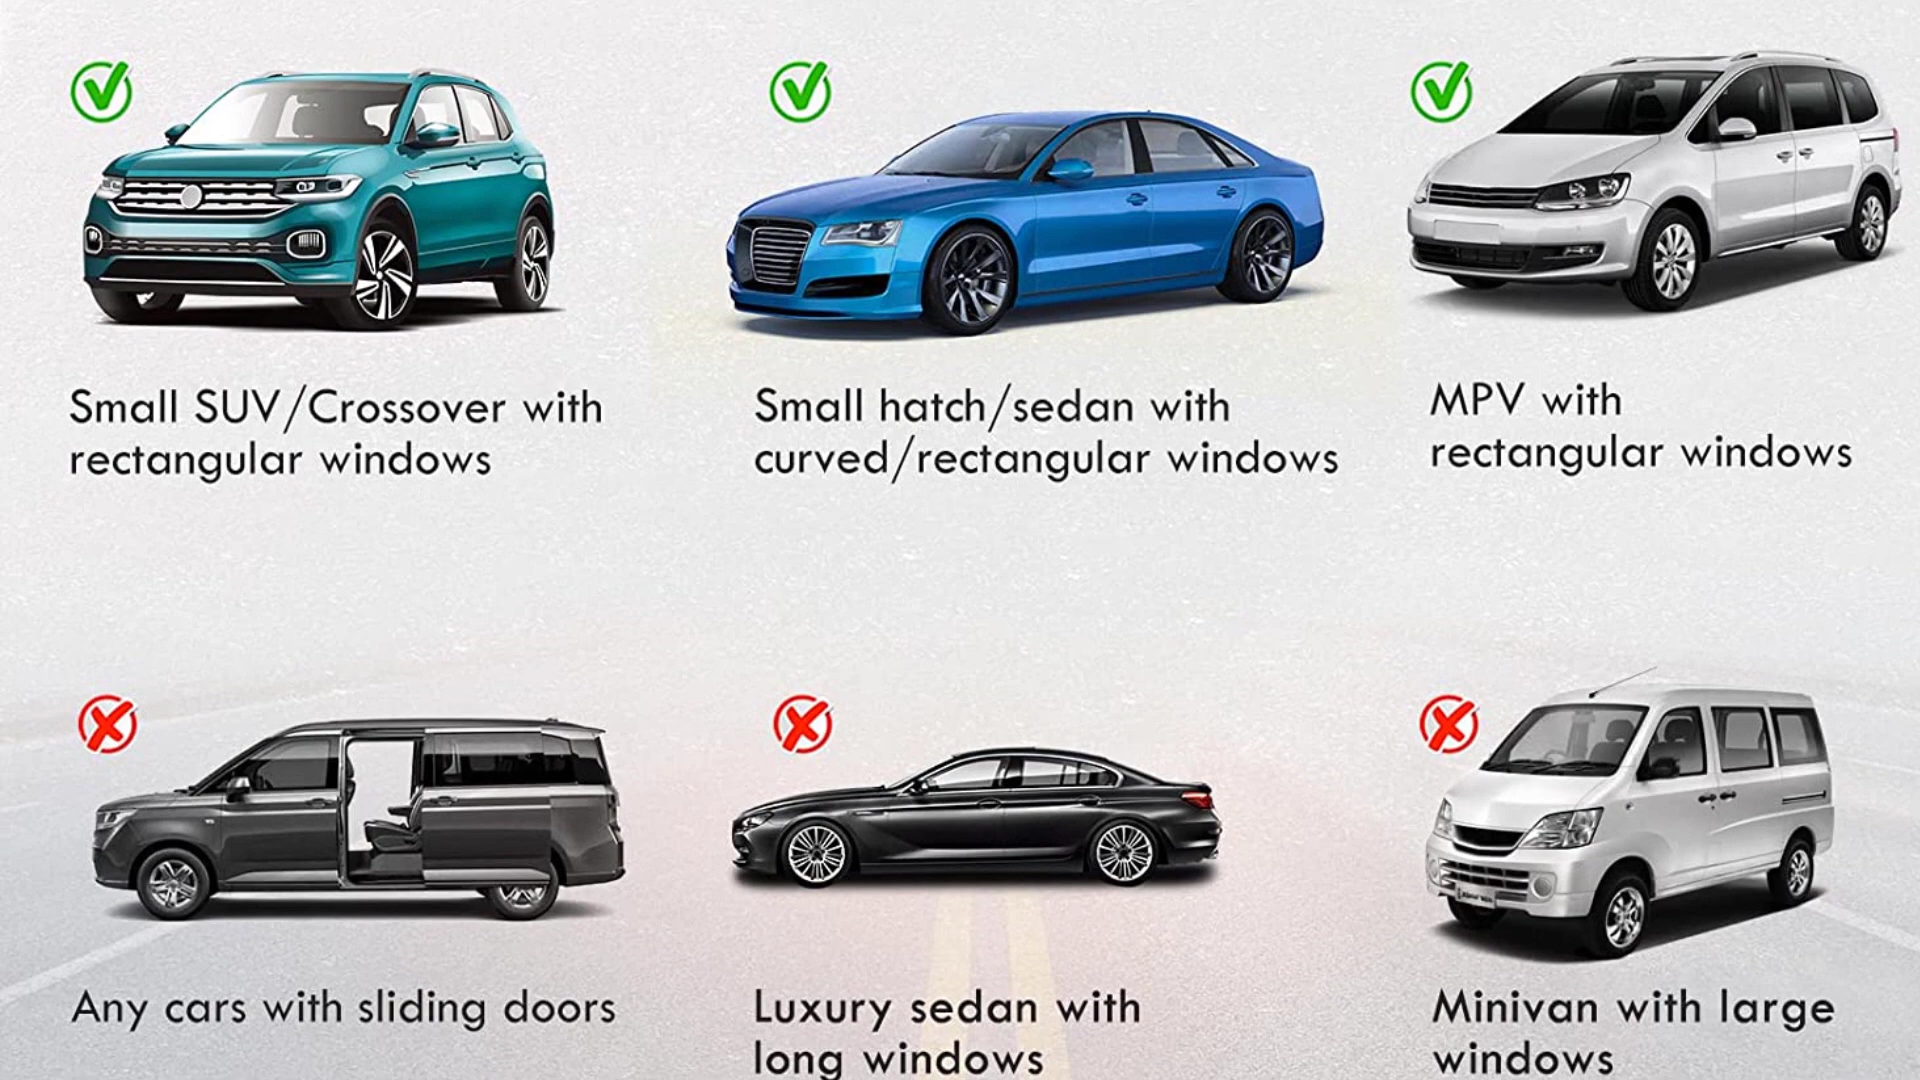 Small SUV/Crossover with
rectangular windows
Small hatch/sedan with
curved/rectangular windows
MPV with
rectangular windows
Any cars with sliding doors
Luxury sedan with
long windows
Minivan with large
windows